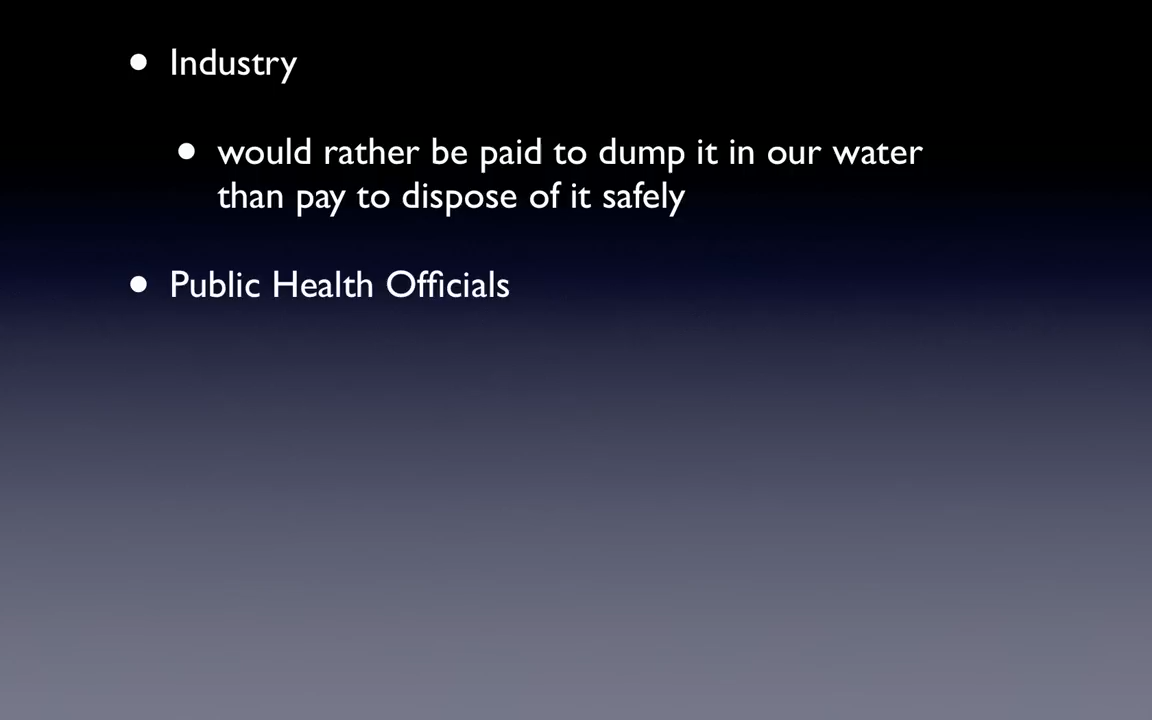 • Industry
• would rather be paid to dump it in our water
than pay to dispose of it safely
• Public Health Officials